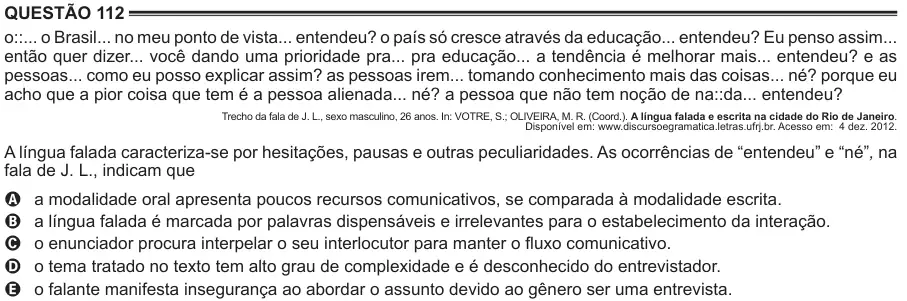 QUESTÃO 112
o::... o Brasil... no meu ponto de vista... entendeu? o país só cresce através da educação... entendeu? Eu penso assim...
então quer dizer... você dando uma prioridade pra... pra educação... a tendência é melhorar mais... entendeu? e as
pessoas... como eu posso explicar assim? as pessoas irem... tomando conhecimento mais das coisas... né? porque eu
acho que a pior coisa que tem é a pessoa alienada... né? a pessoa que não tem noção de na::da... entendeu?
Trecho da fala de J. L., sexo masculino, 26 anos. In: VOTRE, S.; OLIVEIRA, M. R. (Coord.). A língua falada e escrita na cidade do Rio de Janeiro.
Disponível em: www.discursoegramatica.letras.ufrj.br. Acesso em: 4 dez. 2012.
A língua falada caracteriza-se por hesitações, pausas e outras peculiaridades. As ocorrências de “entendeu” e “né”, na
fala de J. L., indicam que
A a modalidade oral apresenta poucos recursos comunicativos, se comparada à modalidade escrita.
B a língua falada é marcada por palavras dispensáveis e irrelevantes para o estabelecimento da interação.
C o enunciador procura interpelar o seu interlocutor para manter o fluxo comunicativo.
D o tema tratado no texto tem alto grau de complexidade e é desconhecido do entrevistador.
E o falante manifesta insegurança ao abordar o assunto devido ao gênero ser uma entrevista.